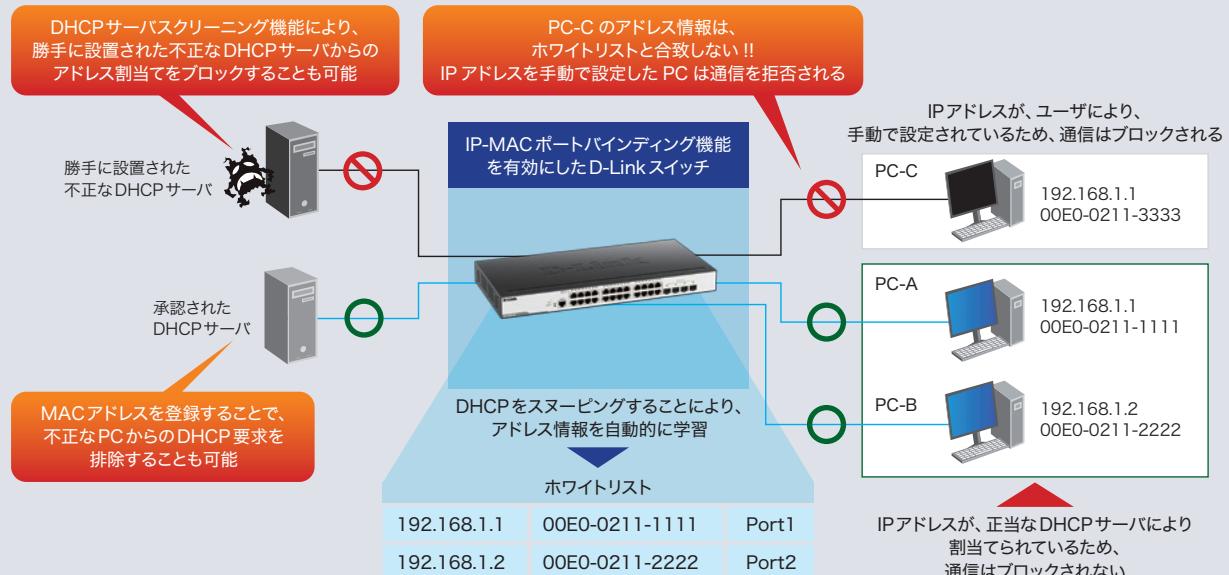 DHCPサーバスクリーニング機能により、
勝手に設置された不正なDHCPサーバからの
アドレス割当てをブロックすることも可能
PC-C のアドレス情報は、
ホワイトリストと合致しない !!
IP アドレスを手動で設定した PC は通信を拒否される
IPアドレスが、ユーザにより、
手動で設定されているため、通信はブロックされる
勝手に設置された
不正なDHCPサーバ
IP-MACポートバインディング機能
を有効にしたD-Linkスイッチ
PC-C
192.168.1.1
00E0-0211-3333
D-Link
承認された
DHCPサーバ
PC-A
192.168.1.1
00E0-0211-1111
PC-B
192.168.1.2
00E0-0211-2222
MACアドレスを登録することで、
不正なPCからのDHCP要求を
排除することも可能
DHCPをスヌーピングすることにより、
アドレス情報を自動的に学習
ホワイトリスト
192.168.1.1 00E0-0211-1111 Port1
192.168.1.2 00E0-0211-2222 Port2
IPアドレスが、正当なDHCPサーバにより
割当てられているため、
通信はブロックされない